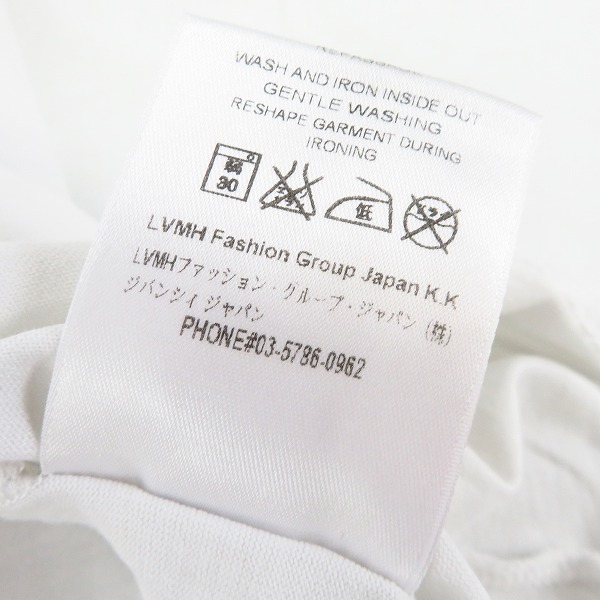 WASH AND IRON INSIDE OUT
GENTLE WASHING
RESHAPE GARMENT DURING
IRONING
弱
30
低
LVMH Fashion Group Japan K.K
LVMHファッション・グループ・ジャパン（株）
ジバンシィ ジャパン
PHONE#03-5786-0962